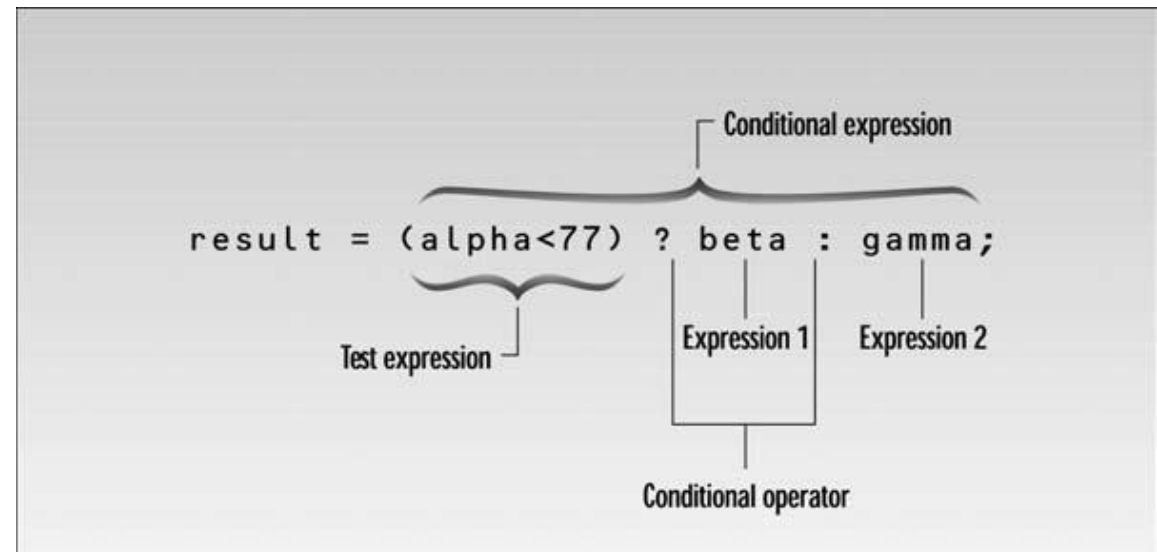 Conditional expression
result = (alpha<77) ? beta : gamma;
Expression 1
Expression 2
Test expression
Conditional operator